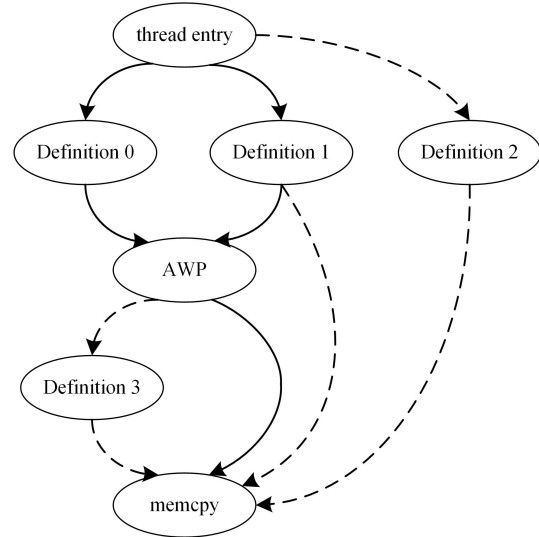 thread entry
Definition 0
Definition 1
Definition 2
AWP
Definition 3
memcpy